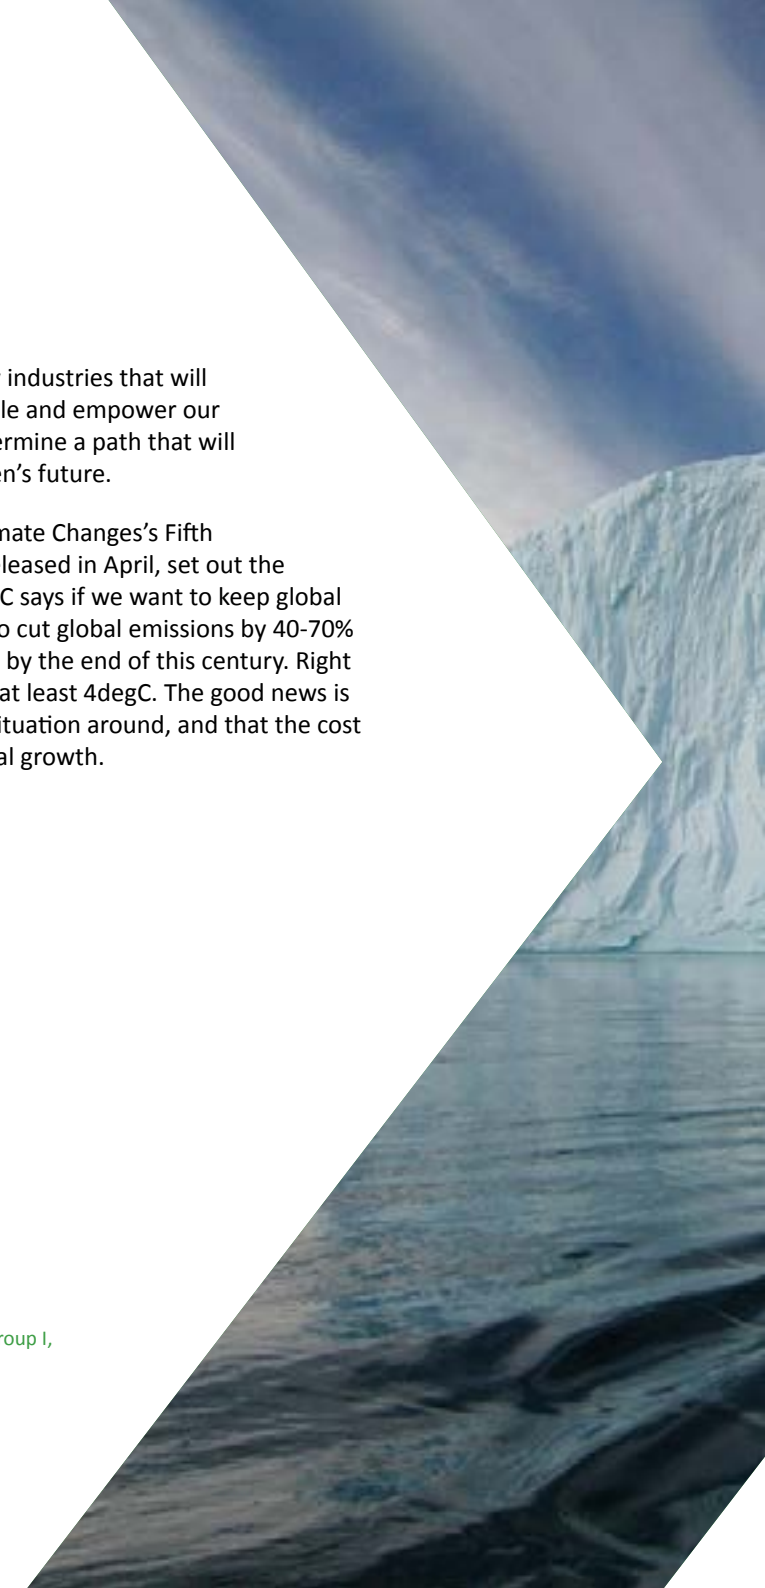 industries that will
le and empower our
ermine a path that will
en's future.
mate Changes's Fifth
leased in April, set out the
C says if we want to keep global
o cut global emissions by 40-70%
by the end of this century. Right
at least 4degC. The good news is
ituation around, and that the cost
al growth.
roup I,